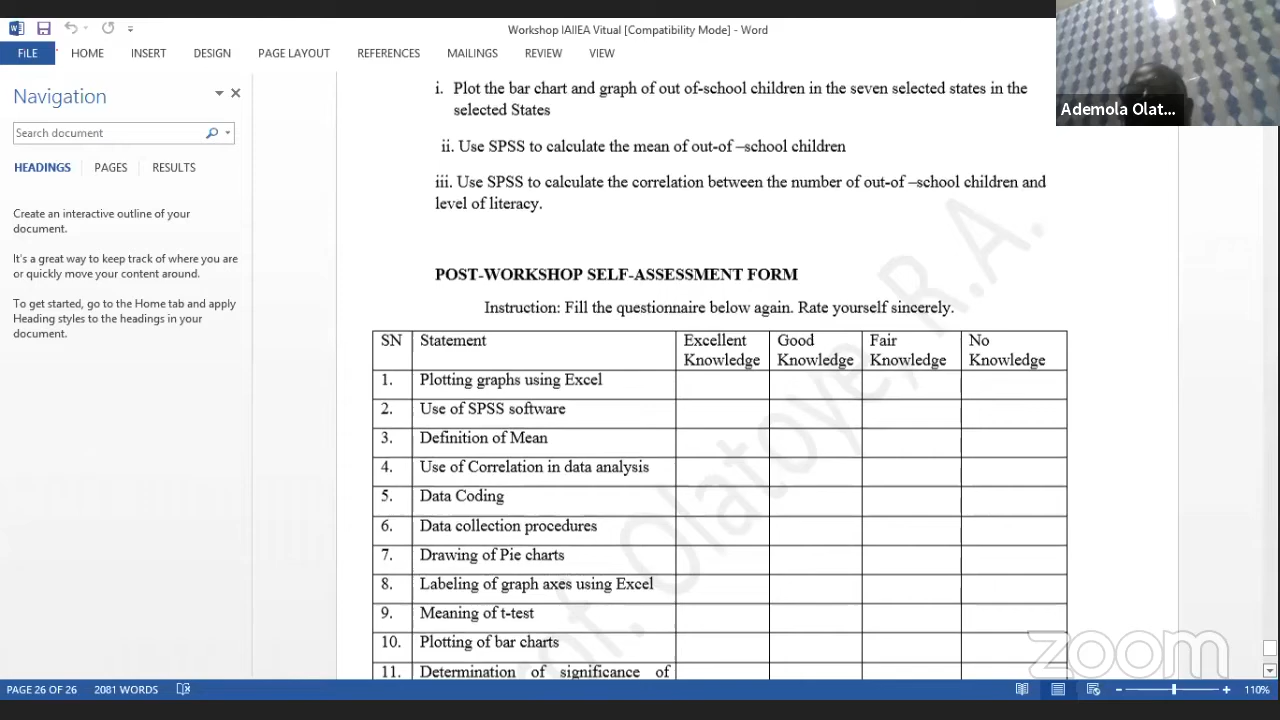 Workshop IAIIEA Vitual [Compatibility Mode] - Word
FILE HOME INSERT DESIGN PAGE LAYOUT REFERENCES MAILINGS REVIEW VIEW
Ademola Olat...
Navigation
Search document
HEADINGS PAGES RESULTS
Create an interactive outline of your
document.
It's a great way to keep track of where you are
or quickly move your content around.
To get started, go to the Home tab and apply
Heading styles to the headings in your
document.
i. Plot the bar chart and graph of out of-school children in the seven selected states in the
selected States
ii. Use SPSS to calculate the mean of out-of –school children
iii. Use SPSS to calculate the correlation between the number of out-of –school children and
level of literacy.
POST-WORKSHOP SELF-ASSESSMENT FORM
Instruction: Fill the questionnaire below again. Rate yourself sincerely.
SN Statement Excellent Knowledge Good Knowledge Fair Knowledge No Knowledge
1. Plotting graphs using Excel
2. Use of SPSS software
3. Definition of Mean
4. Use of Correlation in data analysis
5. Data Coding
6. Data collection procedures
7. Drawing of Pie charts
8. Labeling of graph axes using Excel
9. Meaning of t-test
10. Plotting of bar charts
11. Determination of significance of
Prof. Olatoye, R.A.
zoom
PAGE 26 OF 26 2081 WORDS 110%